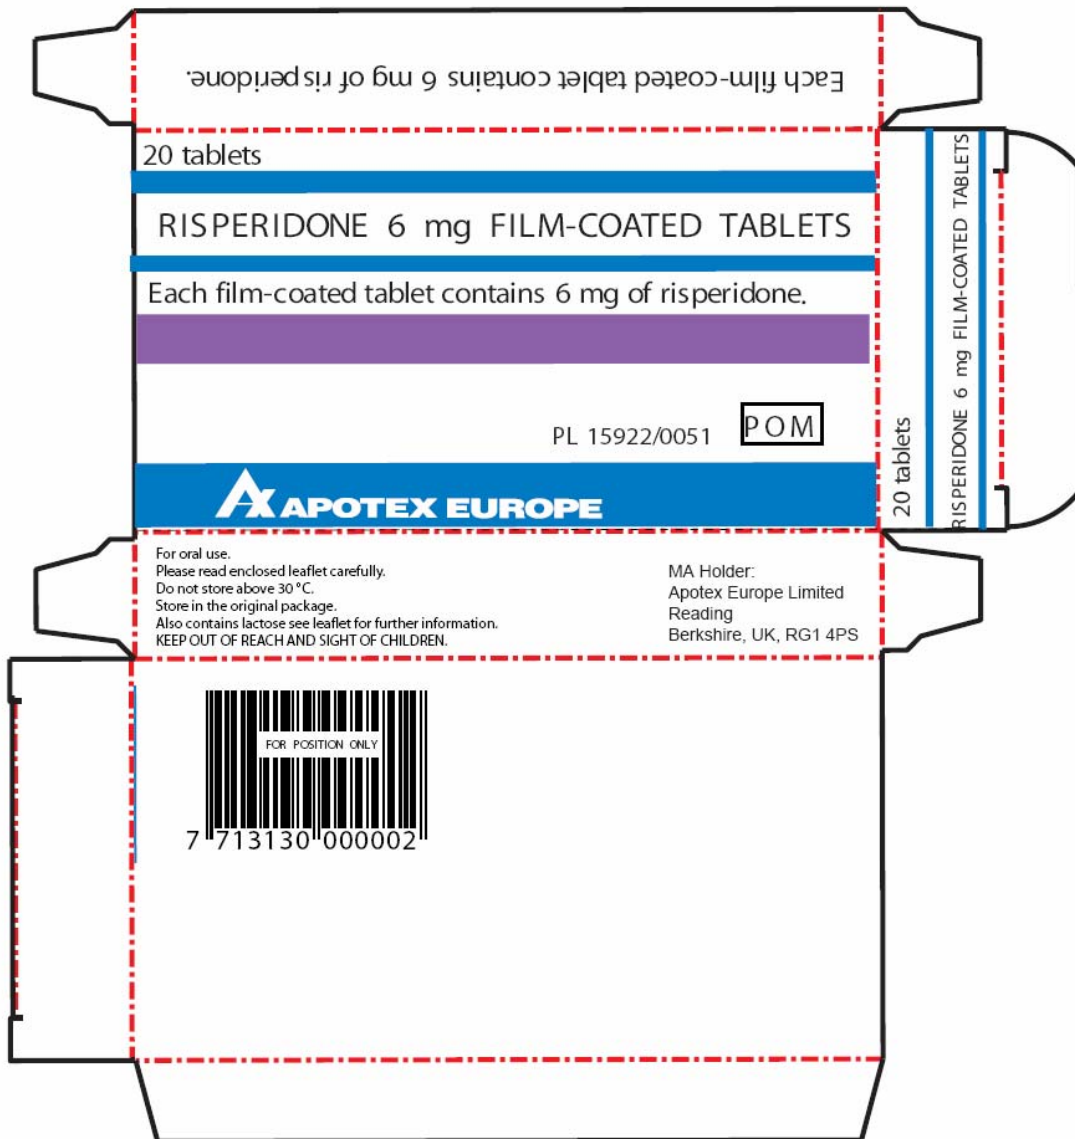 Each film-coated tablet contains 6 mg of risperidone.
20 tablets
RISPERIDONE 6 mg FILM-COATED TABLETS
Each film-coated tablet contains 6 mg of risperidone.
PL 15922/0051 POM
APOTEX EUROPE
20 tablets
RISPERIDONE 6 mg FILM-COATED TABLETS
For oral use.
Please read enclosed leaflet carefully.
Do not store above 30 °C.
Store in the original package.
Also contains lactose see leaflet for further information.
KEEP OUT OF REACH AND SIGHT OF CHILDREN.
MA Holder:
Apotex Europe Limited
Reading
Berkshire, UK, RG1 4PS
FOR POSITION ONLY
7 713130 000002